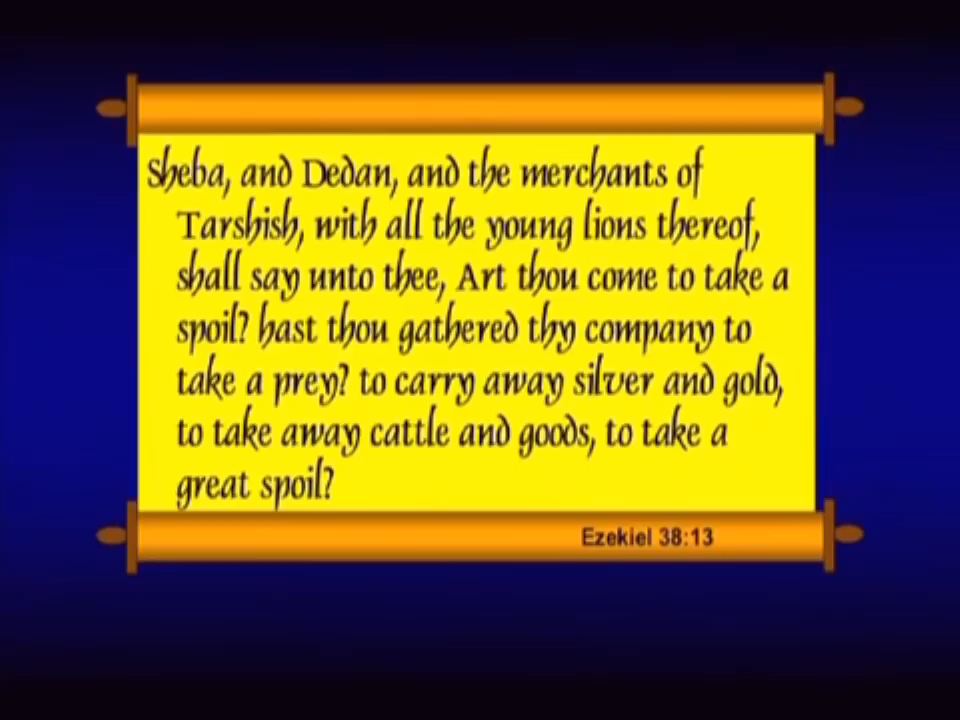 Sheba, and Dedan, and the merchants of
Tarshish, with all the young lions thereof,
shall say unto thee, Art thou come to take a
spoil? hast thou gathered thy company to
take a prey? to carry away silver and gold,
to take away cattle and goods, to take a
great spoil?
Ezekiel 38:13